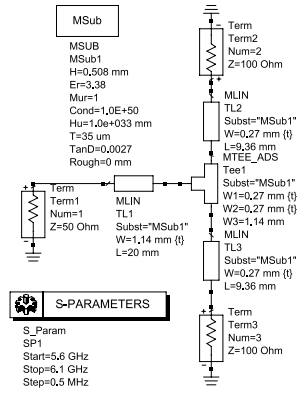 MSub
MSUB
MSub1
H=0.508 mm
Er=3.38
Mur=1
Cond=1.0E+50
Hu=1.0e+033 mm
T=35 um
TanD=0.0027
Rough=0 mm
Term
Term2
Num=2
Z=100 Ohm
MLIN
TL2
Subst="MSub1"
W=0.27 mm {t}
L=9.36 mm
MTEE_ADS
Tee1
Subst="MSub1"
W1=0.27 mm {t}
W2=0.27 mm {t}
W3=1.14 mm
Term
Term1
Num=1
Z=50 Ohm
MLIN
TL1
Subst="MSub1"
W=1.14 mm {t}
L=20 mm
MLIN
TL3
Subst="MSub1"
W=0.27 mm {t}
L=9.36 mm
Term
Term3
Num=3
Z=100 Ohm
S-PARAMETERS
S_Param
SP1
Start=5.6 GHz
Stop=6.1 GHz
Step=0.5 MHz